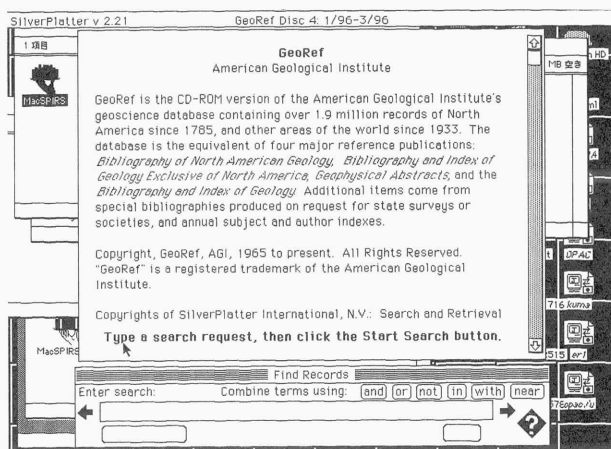 SilverPlatter v 2.21
GeoRef Disc 4: 1/96-3/96
1 項目
MacSPIRS
GeoRef
American Geological Institute
GeoRef is the CD-ROM version of the American Geological Institute's
geoscience database containing over 1.9 million records of North
America since 1785, and other areas of the world since 1933. The
database is the equivalent of four major reference publications:
Bibliography of North American Geology, Bibliography and Index of
Geology Exclusive of North America, Geophysical Abstracts, and the
Bibliography and Index of Geology. Additional items come from
special bibliographies produced on request for state surveys or
societies, and annual subject and author indexes.
Copyright, GeoRef, AGI, 1965 to present. All Rights Reserved.
"GeoRef" is a registered trademark of the American Geological
Institute.
Copyrights of SilverPlatter International, N.V.: Search and Retrieval
Type a search request, then click the Start Search button.
MB 空き
HD
OPAC
716 kuma
2515 er1
MacSPIRS
Find Records
Enter search:
Combine terms using:
and or not in with near
?